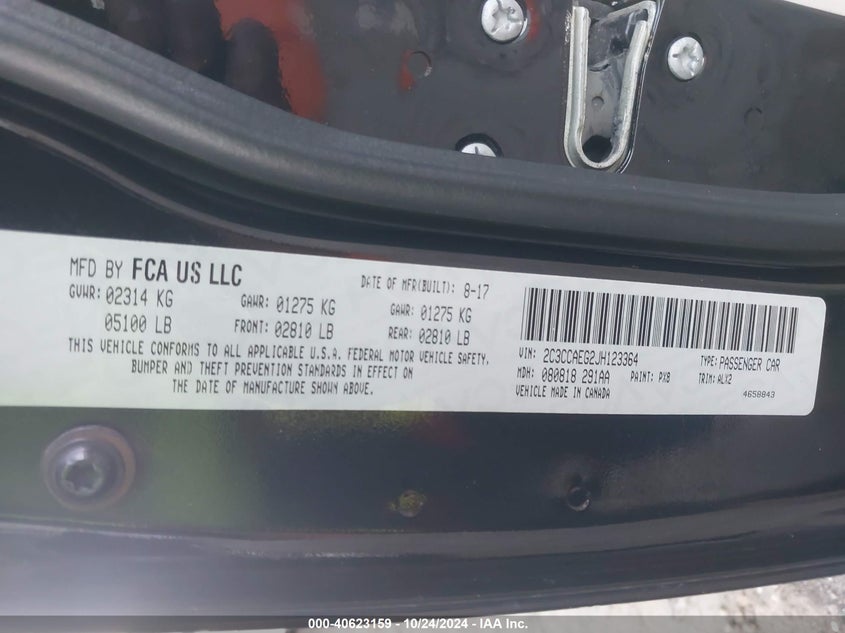 MFD BY FCA US LLC DATE OF MFR(BUILT): 8-17
GVWR: 02314 KG GAWR: 01275 KG GAWR: 01275 KG
05100 LB FRONT: 02810 LB REAR: 02810 LB
THIS VEHICLE CONFORMS TO ALL APPLICABLE U.S.A. FEDERAL MOTOR VEHICLE SAFETY,
BUMPER AND THEFT PREVENTION STANDARDS IN EFFECT ON
THE DATE OF MANUFACTURE SHOWN ABOVE.
VIN: 2C3CCAEG2JH123364 TYPE: PASSENGER CAR
MDH: 080818 291AA PAINT: PX8 TRIM: ALX2
VEHICLE MADE IN CANADA 4658843
000-40623159 - 10/24/2024 - IAA Inc.